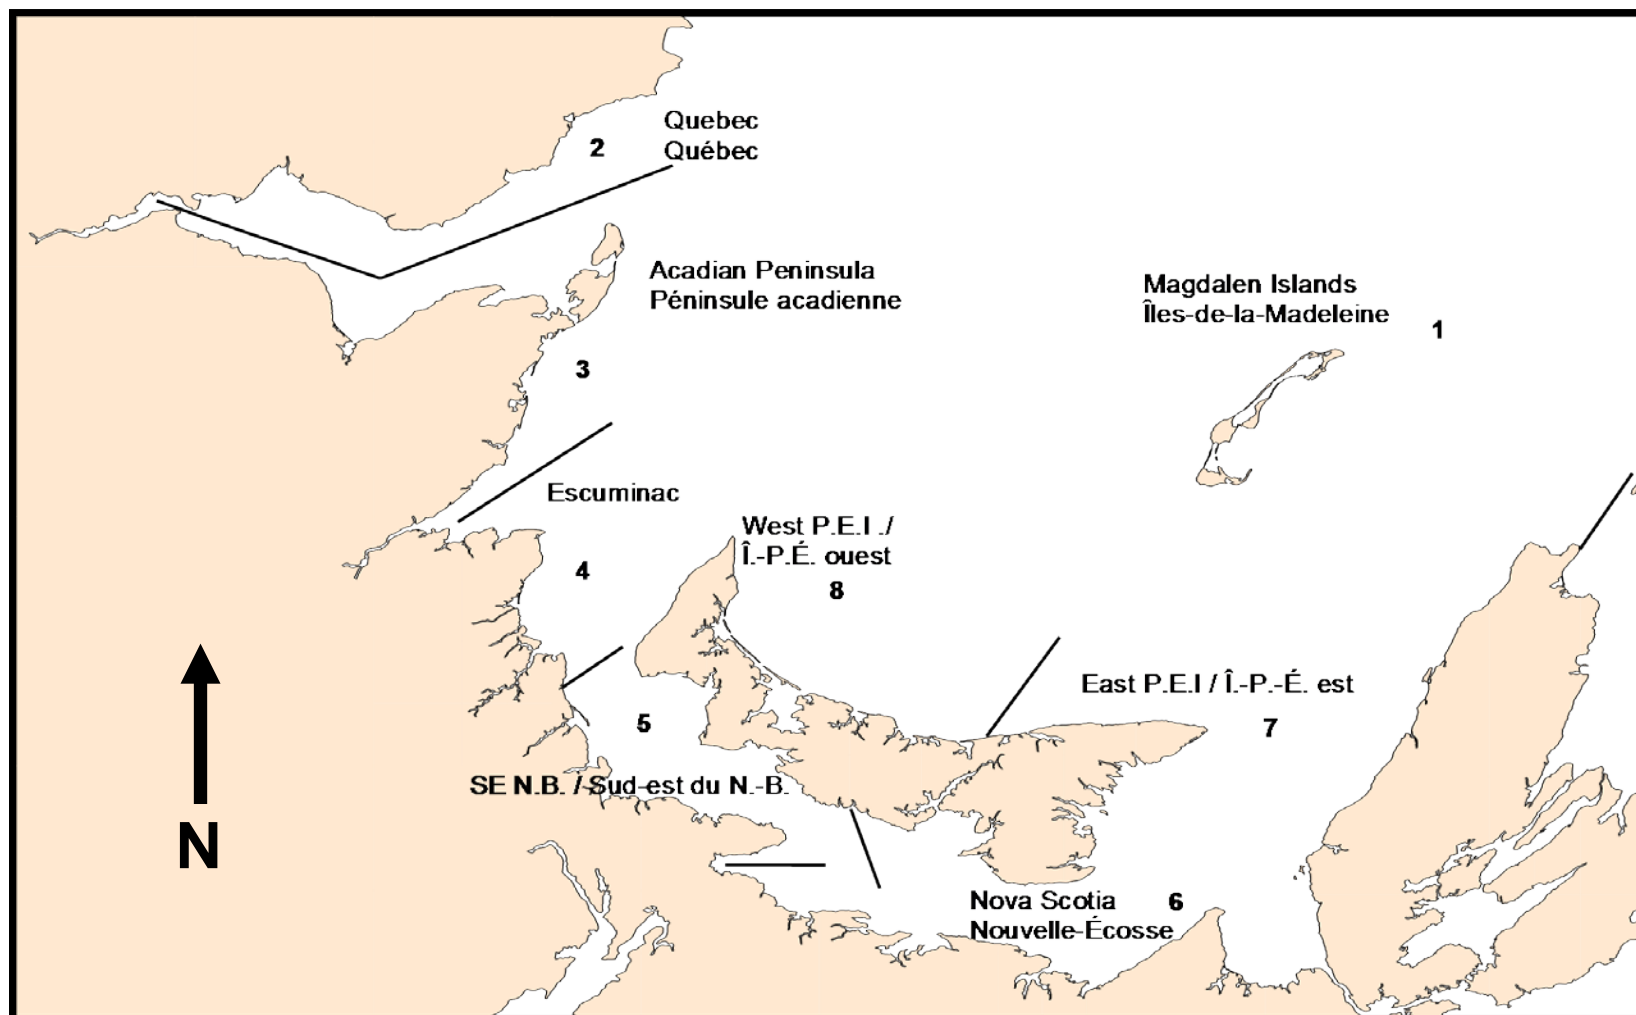 Quebec
Québec
2
Acadian Peninsula
Péninsule acadienne
Magdalen Islands
Îles-de-la-Madeleine
1
3
Escuminac
West P.E.I ./
Î.-P.É. ouest
4
8
East P.E.I / Î.-P.-É. est
5
7
SE N.B. / Sud-est du N.-B.
N
Nova Scotia
Nouvelle-Écosse
6